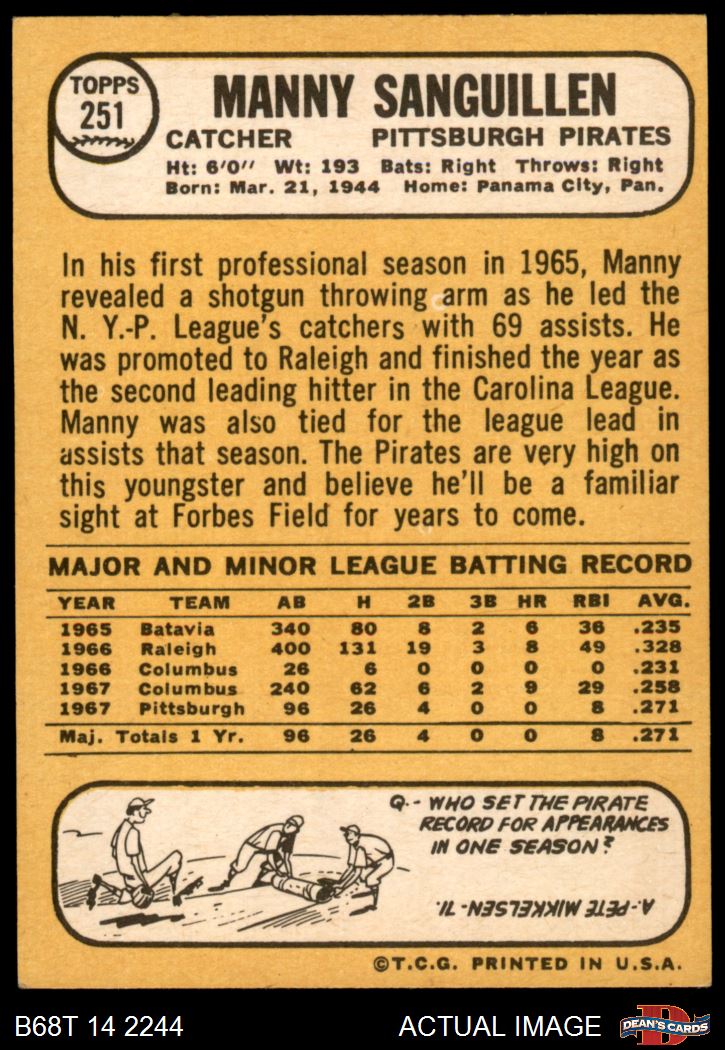 TOPPS
251
MANNY SANGUILLEN
CATCHER PITTSBURGH PIRATES
Ht: 6'0" Wt: 193 Bats: Right Throws: Right
Born: Mar. 21, 1944 Home: Panama City, Pan.
In his first professional season in 1965, Manny
revealed a shotgun throwing arm as he led the
N. Y.-P. League's catchers with 69 assists. He
was promoted to Raleigh and finished the year as
the second leading hitter in the Carolina League.
Manny was also tied for the league lead in
assists that season. The Pirates are very high on
this youngster and believe he'll be a familiar
sight at Forbes Field for years to come.
MAJOR AND MINOR LEAGUE BATTING RECORD
YEAR TEAM AB H 2B 3B HR RBI AVG.
1965 Batavia 340 80 8 2 6 36 .235
1966 Raleigh 400 131 19 3 8 49 .328
1966 Columbus 26 6 0 0 0 0 .231
1967 Columbus 240 62 6 2 9 29 .258
1967 Pittsburgh 96 26 4 0 0 8 .271
Maj. Totals 1 Yr. 96 26 4 0 0 8 .271
Q.- WHO SET THE PIRATE
RECORD FOR APPEARANCES
IN ONE SEASON?
A.- PETE MIKKELSEN - 71.
©T.C.G. PRINTED IN U.S.A.
B68T 14 2244 ACTUAL IMAGE DEAN'S CARDS